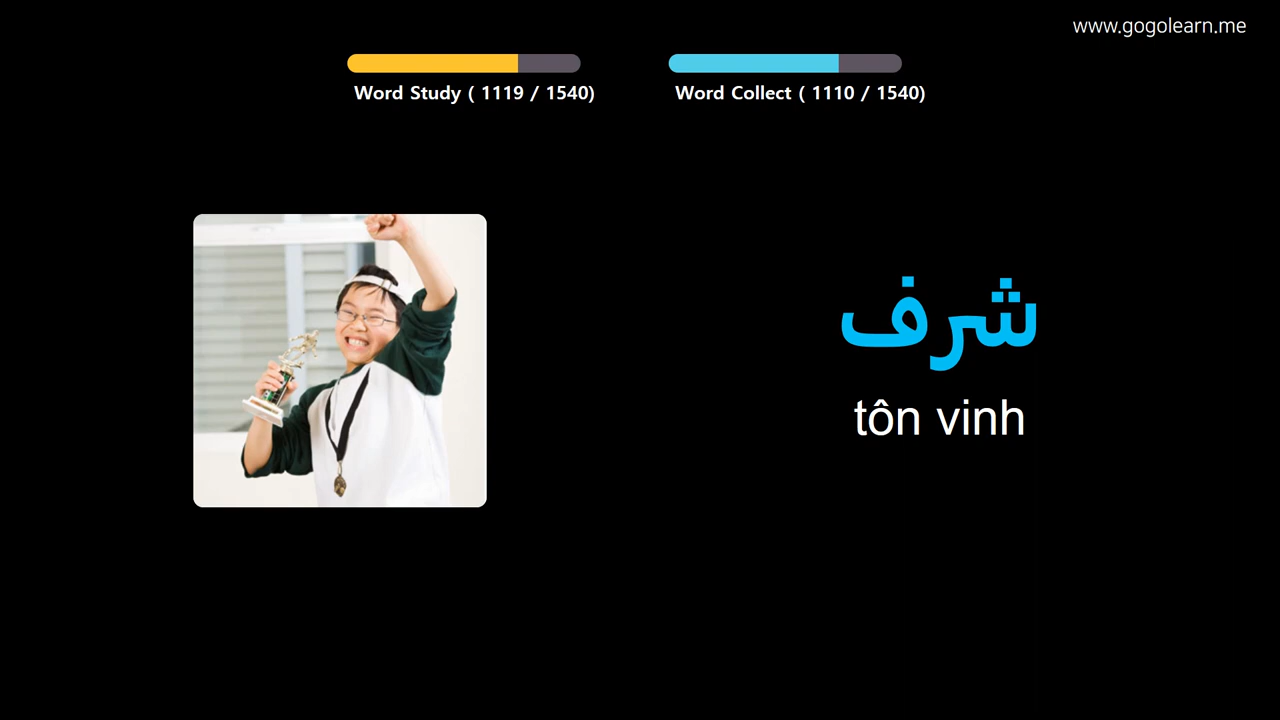 www.gogolearn.me
Word Study ( 1119 / 1540)
Word Collect ( 1110 / 1540)
شرف
tôn vinh